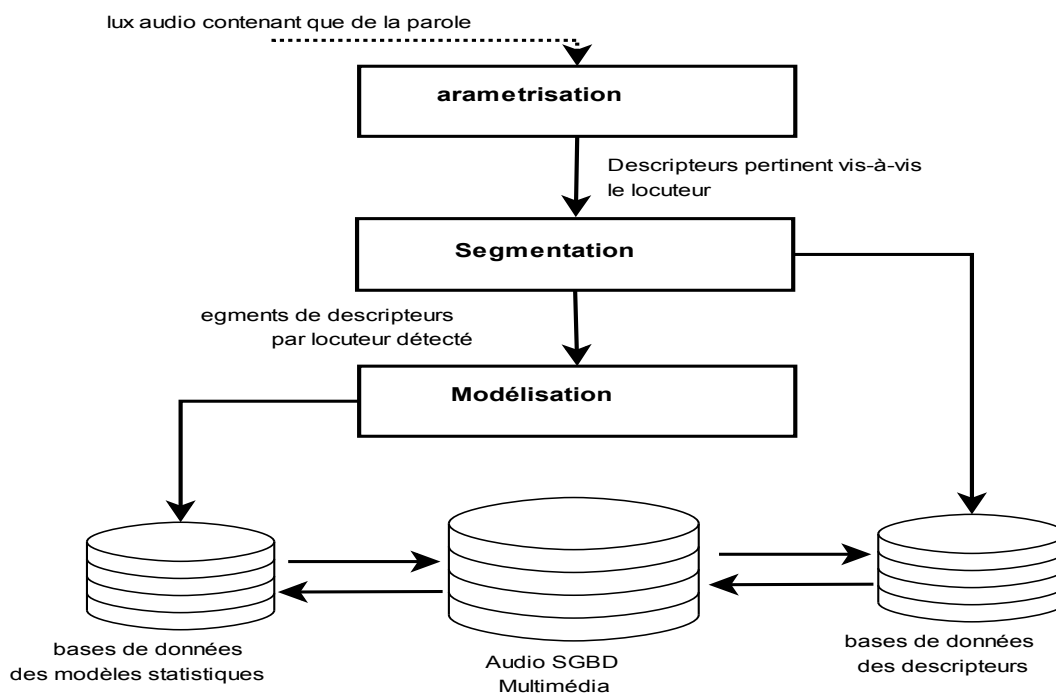 lux audio contenant que de la parole
arametrisation
Descripteurs pertinent vis-à-vis
le locuteur
Segmentation
egments de descripteurs
par locuteur détecté
Modélisation
bases de données
des modèles statistiques
Audio SGBD
Multimédia
bases de données
des descripteurs